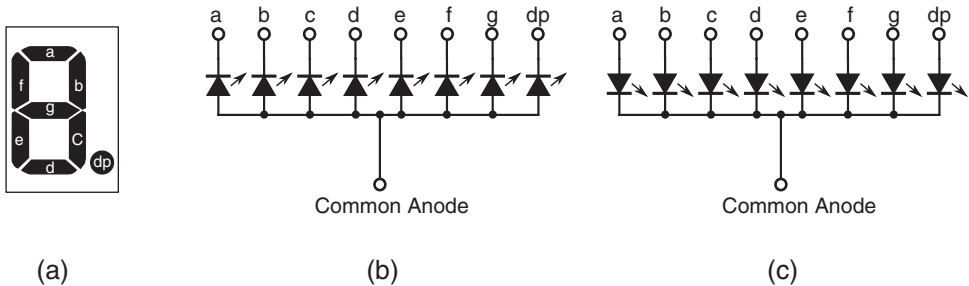 a
f b
g
e C
d dp
a b c d e f g dp
Common Anode
a b c d e f g dp
Common Anode
(a) (b) (c)